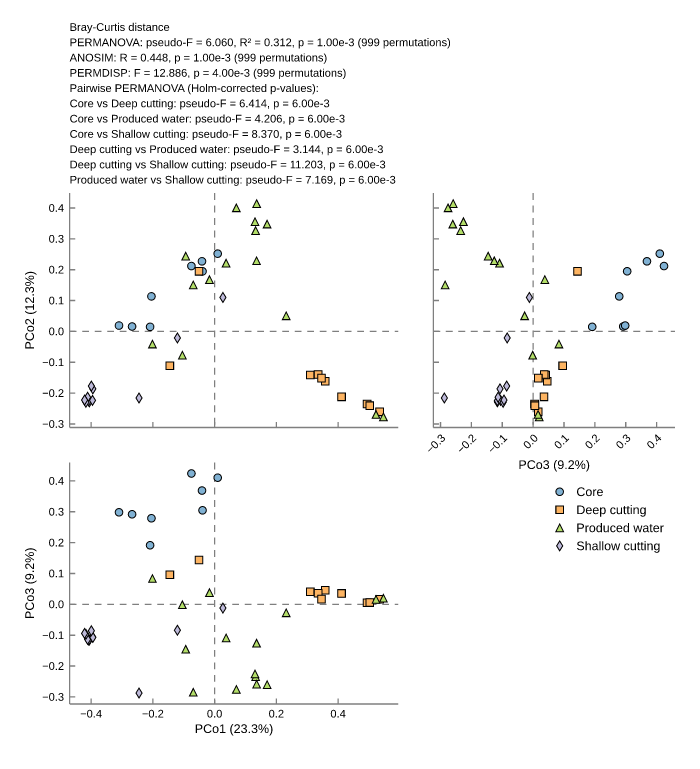 Bray-Curtis distance
PERMANOVA: pseudo-F = 6.060, R² = 0.312, p = 1.00e-3 (999 permutations)
ANOSIM: R = 0.448, p = 1.00e-3 (999 permutations)
PERMDISP: F = 12.886, p = 4.00e-3 (999 permutations)
Pairwise PERMANOVA (Holm-corrected p-values):
Core vs Deep cutting: pseudo-F = 6.414, p = 6.00e-3
Core vs Produced water: pseudo-F = 4.206, p = 6.00e-3
Core vs Shallow cutting: pseudo-F = 8.370, p = 6.00e-3
Deep cutting vs Produced water: pseudo-F = 3.144, p = 6.00e-3
Deep cutting vs Shallow cutting: pseudo-F = 11.203, p = 6.00e-3
Produced water vs Shallow cutting: pseudo-F = 7.169, p = 6.00e-3
0.4
0.3
0.2
0.1
0.0
−0.1
−0.2
−0.3
PCo2 (12.3%)
−0.3
−0.2
−0.1
0.0
0.1
0.2
0.3
0.4
PCo3 (9.2%)
Core
Deep cutting
Produced water
Shallow cutting
0.4
0.3
0.2
0.1
0.0
−0.1
−0.2
−0.3
PCo3 (9.2%)
−0.4 −0.2 0.0 0.2 0.4
PCo1 (23.3%)